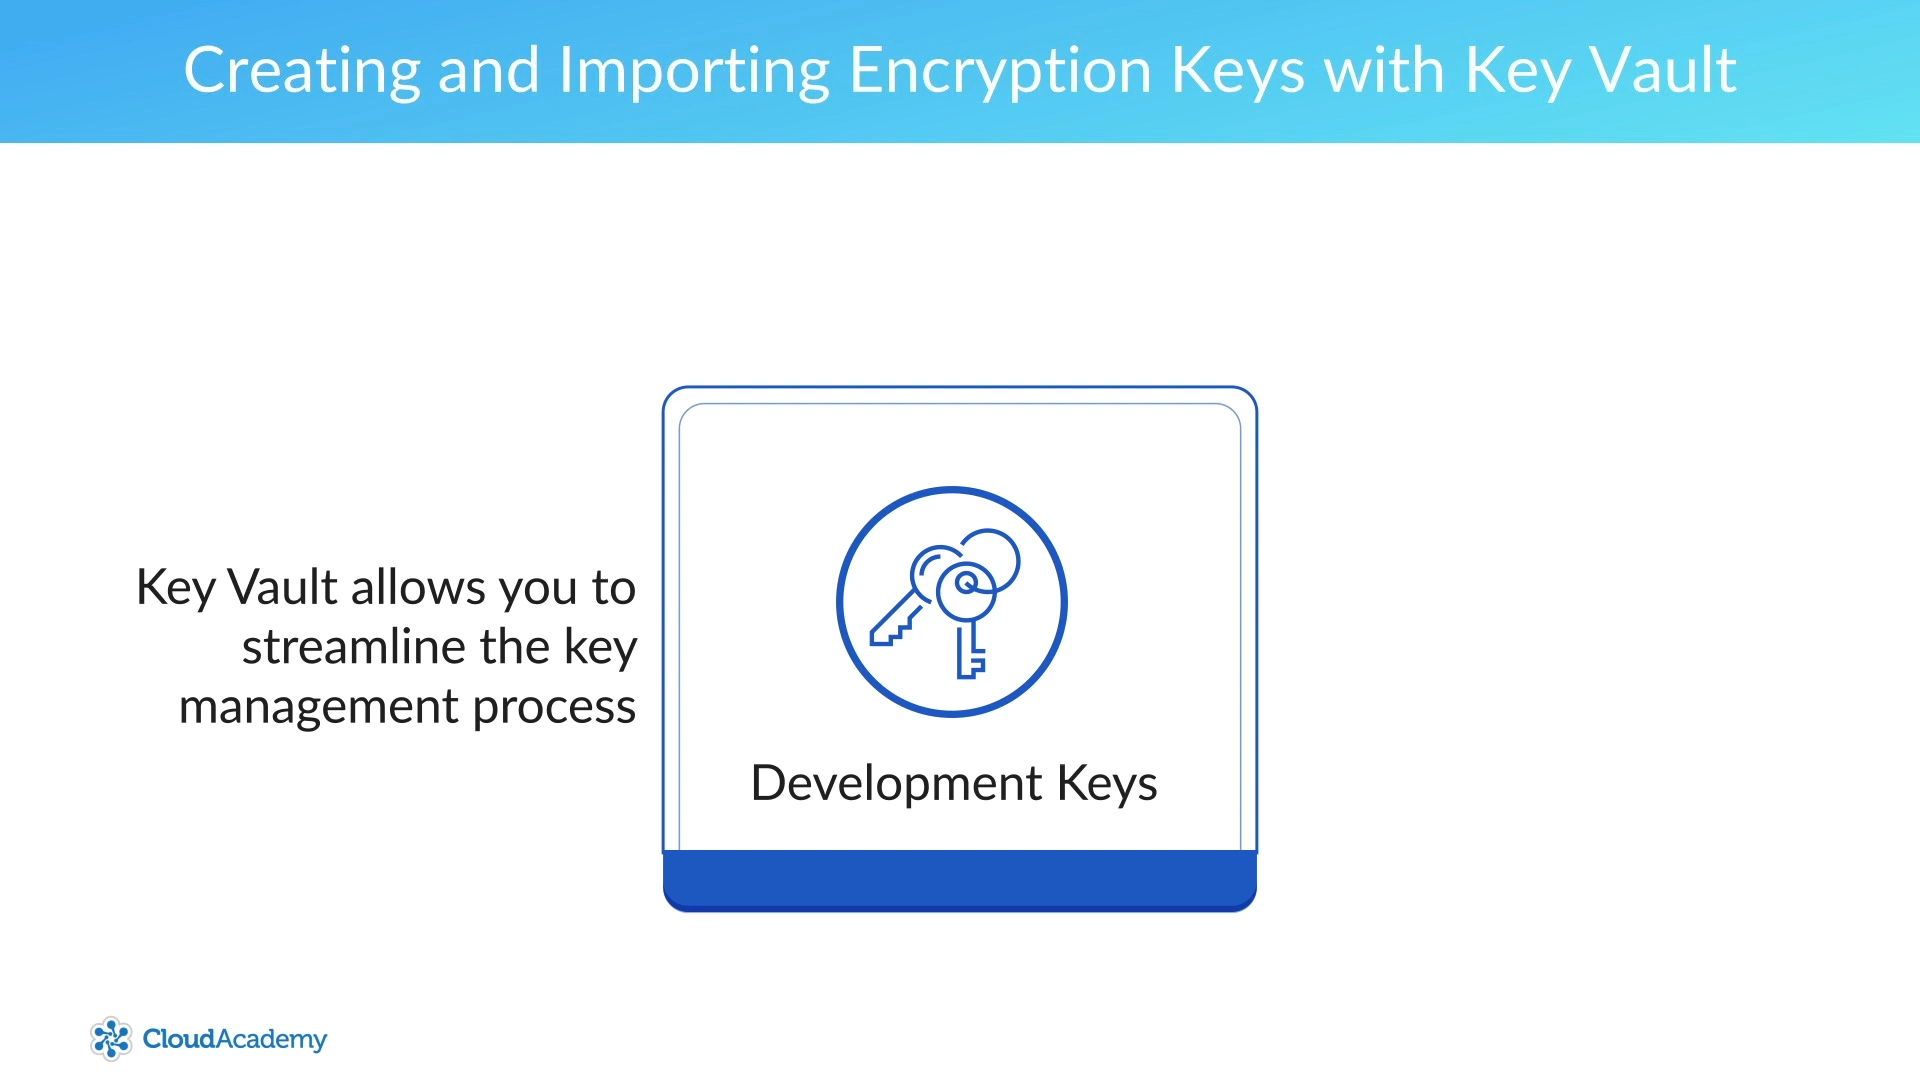 Creating and Importing Encryption Keys with Key Vault
Key Vault allows you to
streamline the key
management process
Development Keys
CloudAcademy